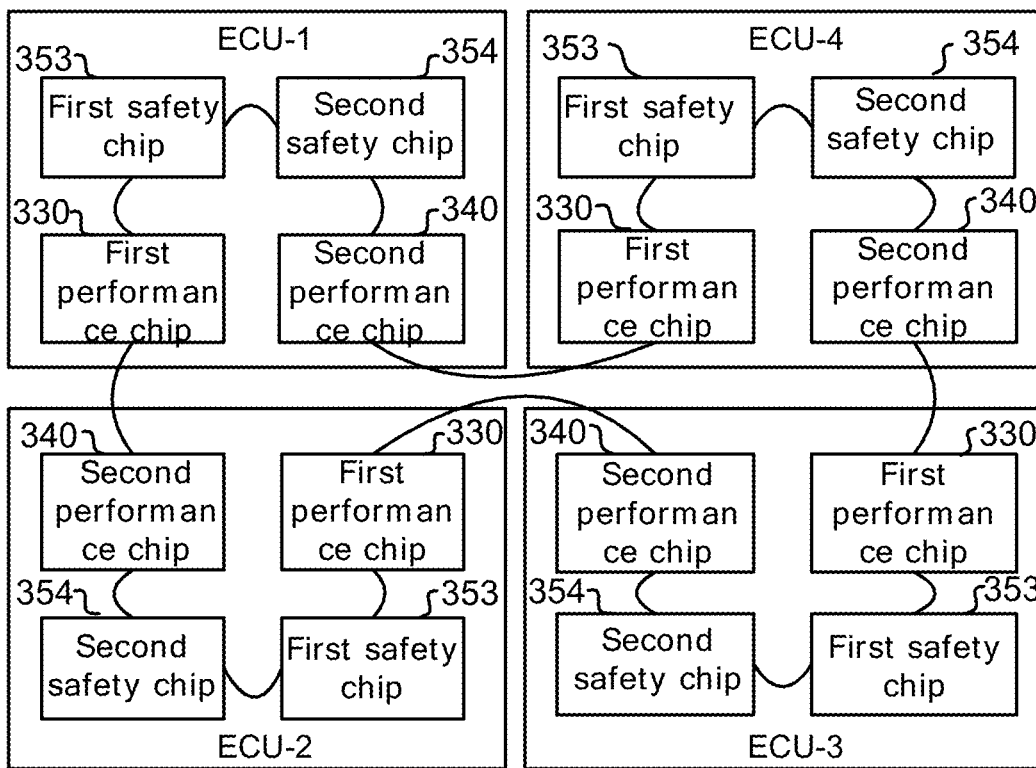 ECU-1
353
354
First safety
chip
Second
safety chip
330
340
First
performan
ce chip
Second
performan
ce chip
ECU-4
353
354
First safety
chip
Second
safety chip
330
340
First
performan
ce chip
Second
performan
ce chip
340
330
Second
performan
ce chip
First
performan
ce chip
354
353
Second
safety chip
First safety
chip
ECU-2
340
330
Second
performan
ce chip
First
performan
ce chip
354
353
Second
safety chip
First safety
chip
ECU-3